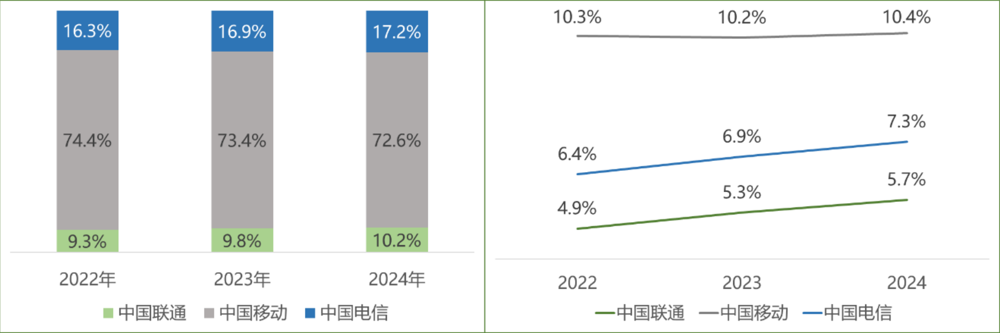 16.3%
16.9%
17.2%
74.4%
73.4%
72.6%
9.3%
9.8%
10.2%
2022年
2023年
2024年
中国联通
中国移动
中国电信
10.3%
10.2%
10.4%
6.4%
6.9%
7.3%
4.9%
5.3%
5.7%
2022
2023
2024
中国联通
中国移动
中国电信